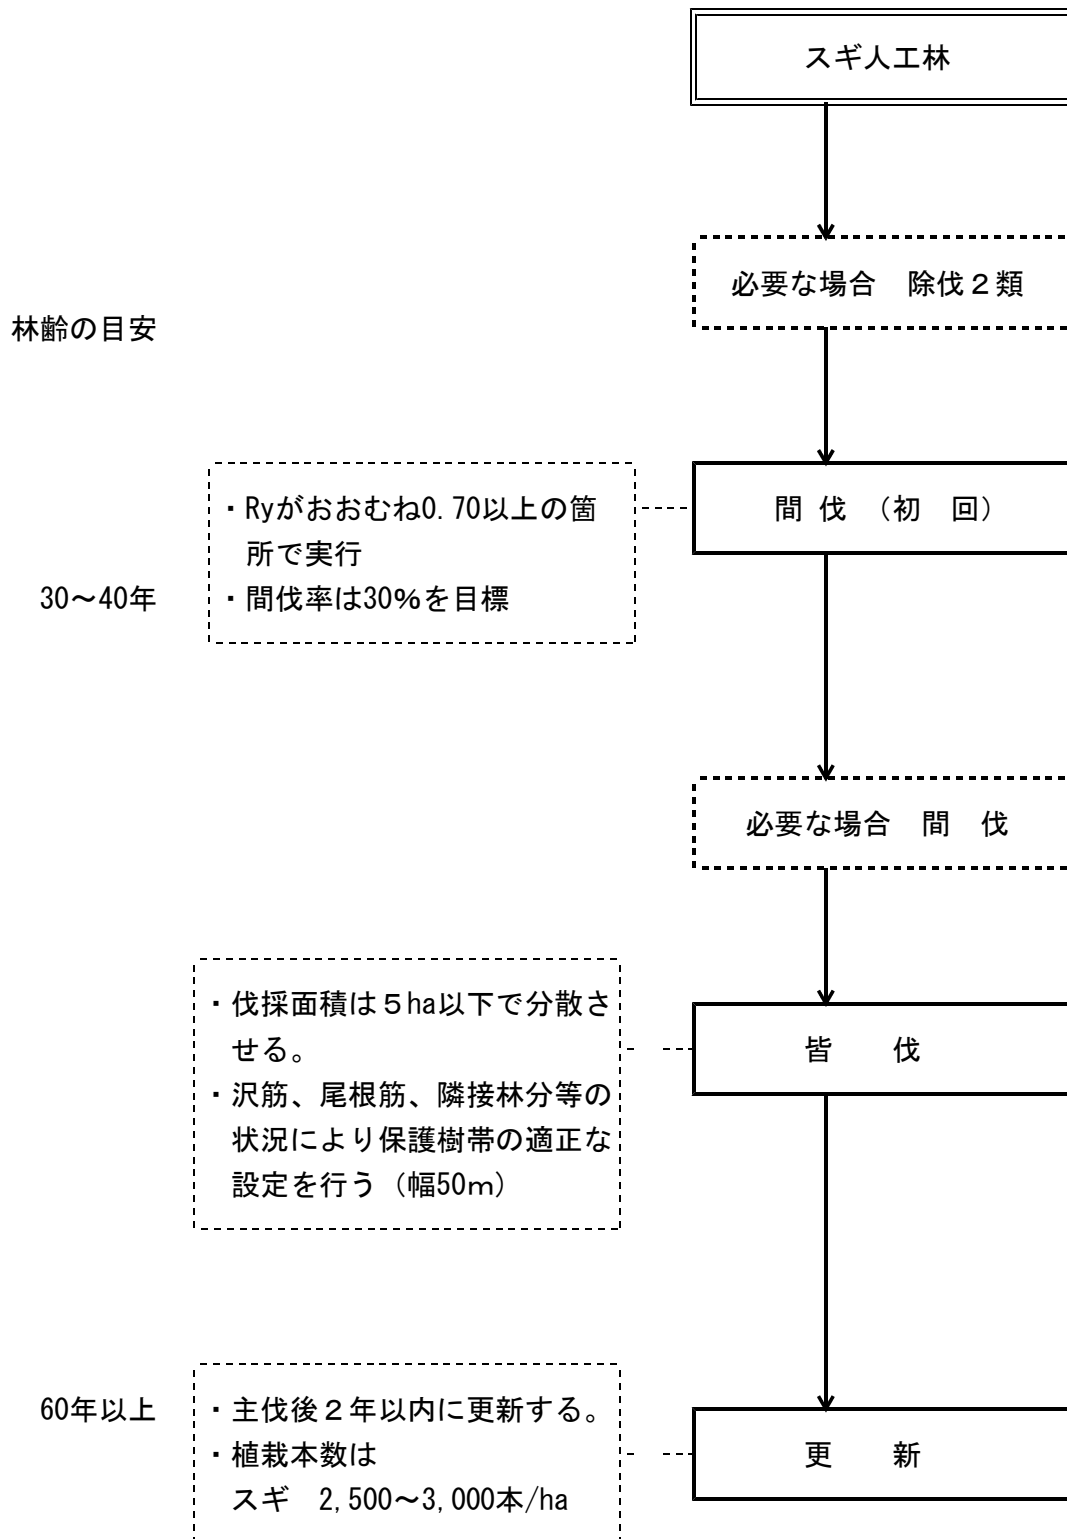 スギ人工林
必要な場合　除伐２類
林齢の目安
間 伐 （初　回）
・Ryがおおむね0.70以上の箇
所で実行
・間伐率は30％を目標
30～40年
必要な場合　間　伐
・伐採面積は５ha以下で分散さ
せる。
・沢筋、尾根筋、隣接林分等の
状況により保護樹帯の適正な
設定を行う（幅50ｍ）
皆　　伐
60年以上
・主伐後２年以内に更新する。
・植栽本数は
スギ　2,500～3,000本/ha
更　　新